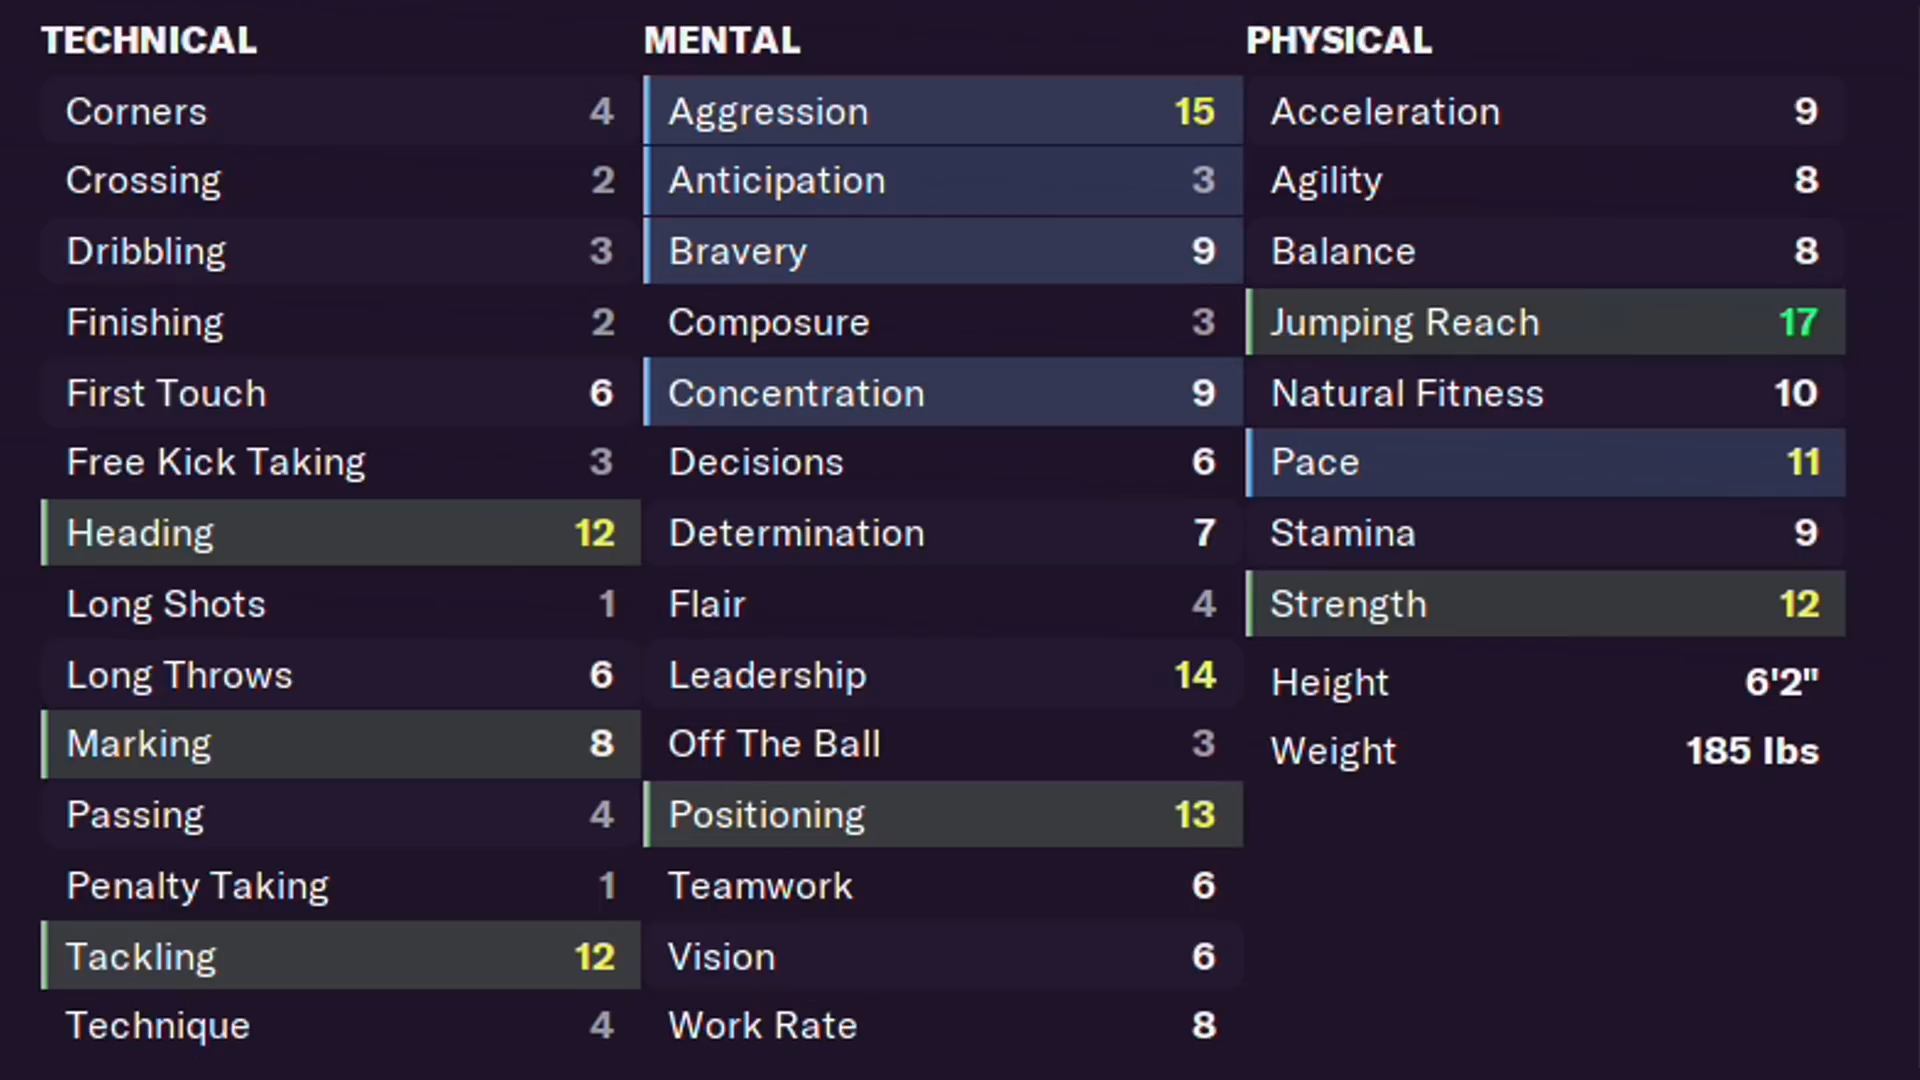 TECHNICAL
Corners 4
Crossing 2
Dribbling 3
Finishing 2
First Touch 6
Free Kick Taking 3
Heading 12
Long Shots 1
Long Throws 6
Marking 8
Passing 4
Penalty Taking 1
Tackling 12
Technique 4
MENTAL
Aggression 15
Anticipation 3
Bravery 9
Composure 3
Concentration 9
Decisions 6
Determination 7
Flair 4
Leadership 14
Off The Ball 3
Positioning 13
Teamwork 6
Vision 6
Work Rate 8
PHYSICAL
Acceleration 9
Agility 8
Balance 8
Jumping Reach 17
Natural Fitness 10
Pace 11
Stamina 9
Strength 12
Height 6'2"
Weight 185 lbs